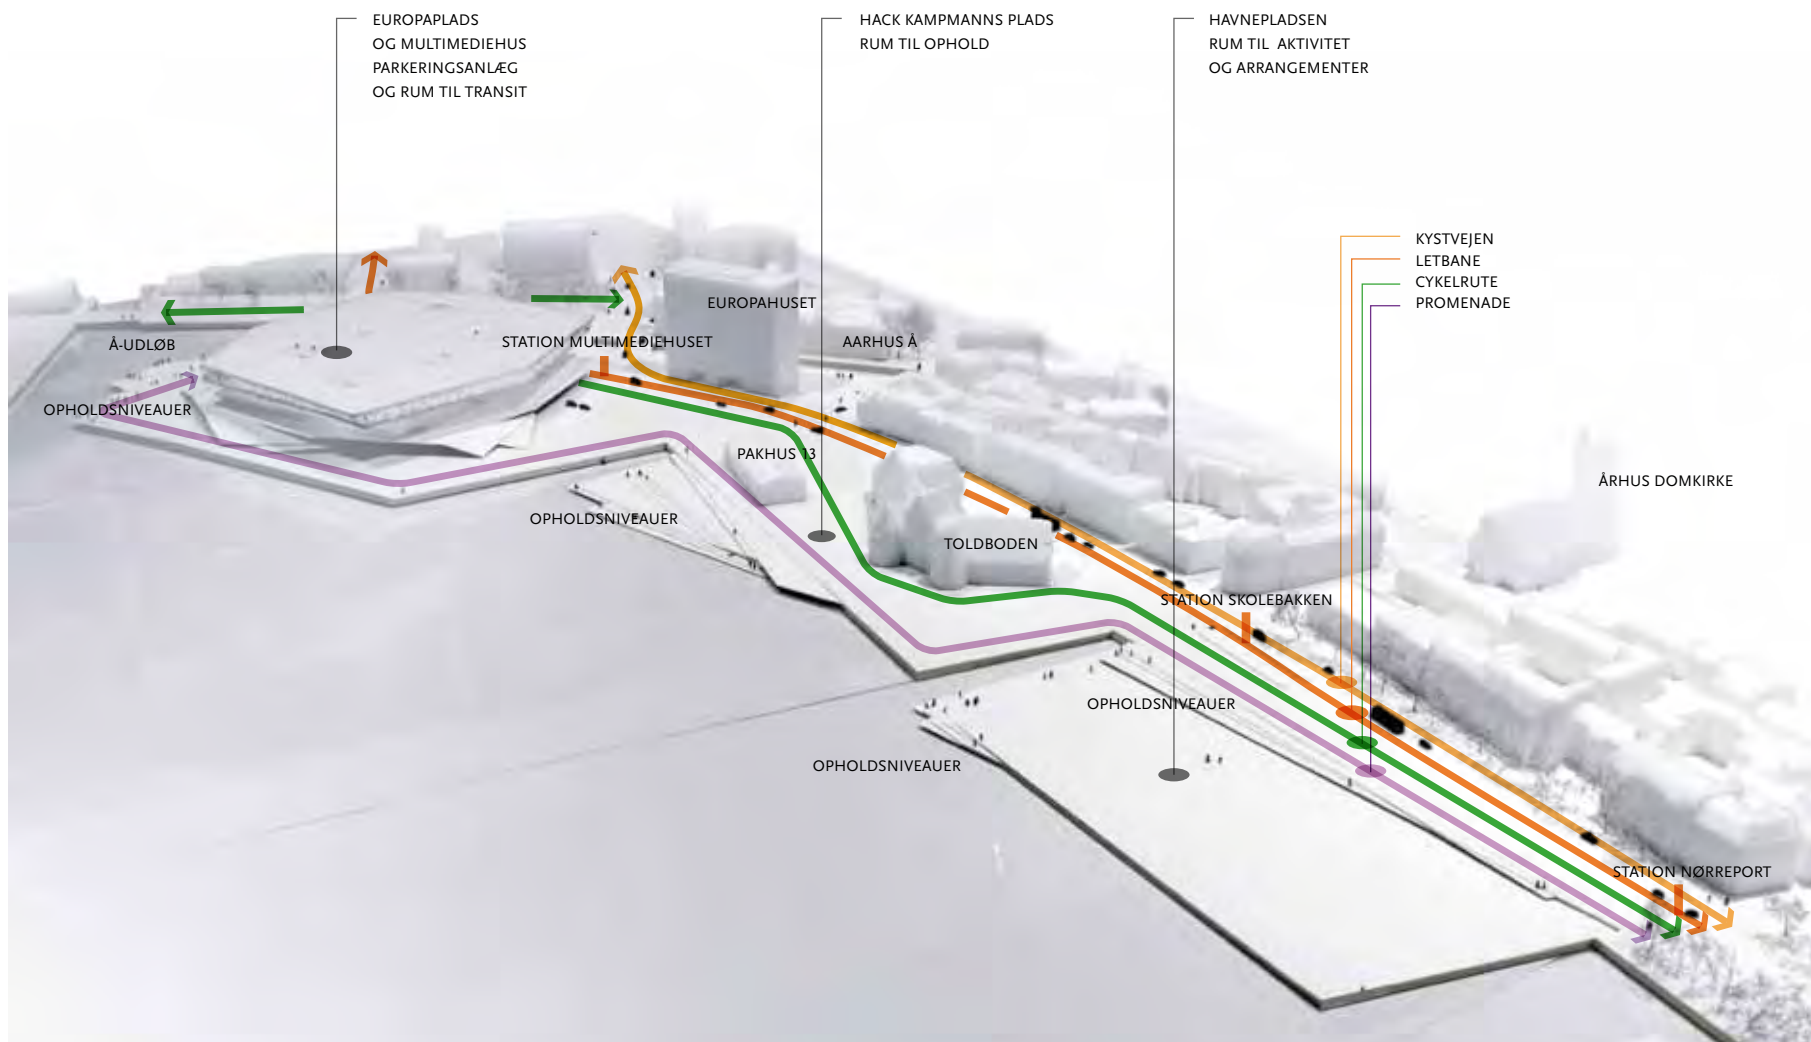 EUROPAPLADS
OG MULTIMEDIEHUS
PARKERINGSANLÆG
OG RUM TIL TRANSIT
HACK KAMPMANNS PLADS
RUM TIL OPHOLD
HAVNEPLADSEN
RUM TIL AKTIVITET
OG ARRANGEMENTER
KYSTVEJEN
LETBANE
CYKELRUTE
PROMENADE
EUROPAHUSET
Å-UDLØB
STATION MULTIMEDIEHUSET
AARHUS Å
OPHOLDSNIVEAUER
PAKHUS 13
ÅRHUS DOMKIRKE
OPHOLDSNIVEAUER
TOLDBODEN
STATION SKOLEBAKKEN
OPHOLDSNIVEAUER
OPHOLDSNIVEAUER
STATION NØRREPORT